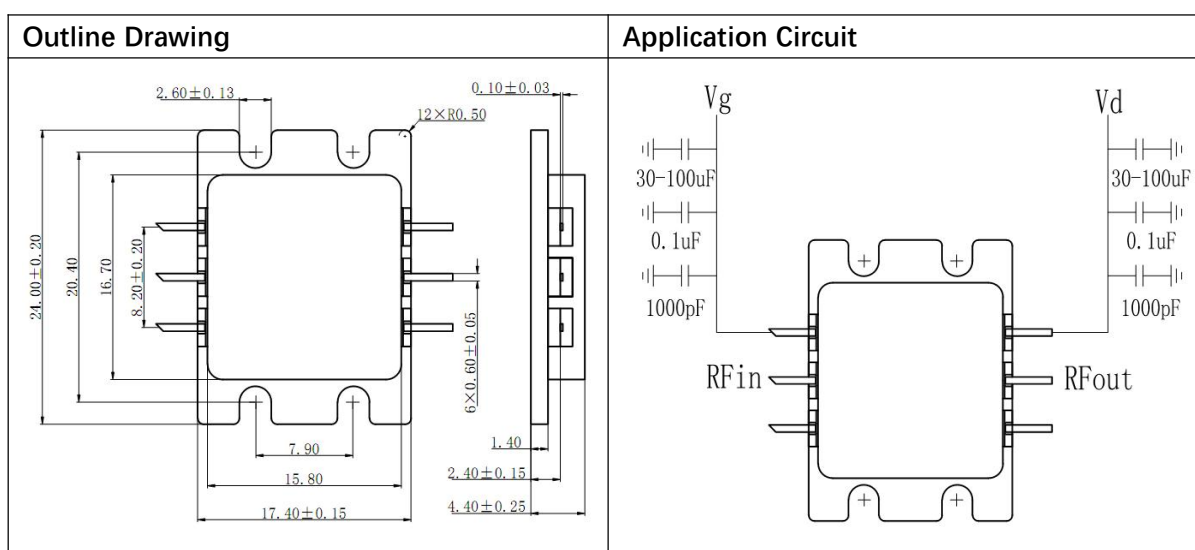 Outline Drawing
Application Circuit
2.60±0.13
0.10±0.03
12×R0.50
24.00±0.20
20.40
16.70
8.20±0.20
6×0.60±0.05
7.90
15.80
17.40±0.15
1.40
2.40±0.15
4.40±0.25
Vg
Vd
30-100uF
30-100uF
0.1uF
0.1uF
1000pF
1000pF
RFin
RFout